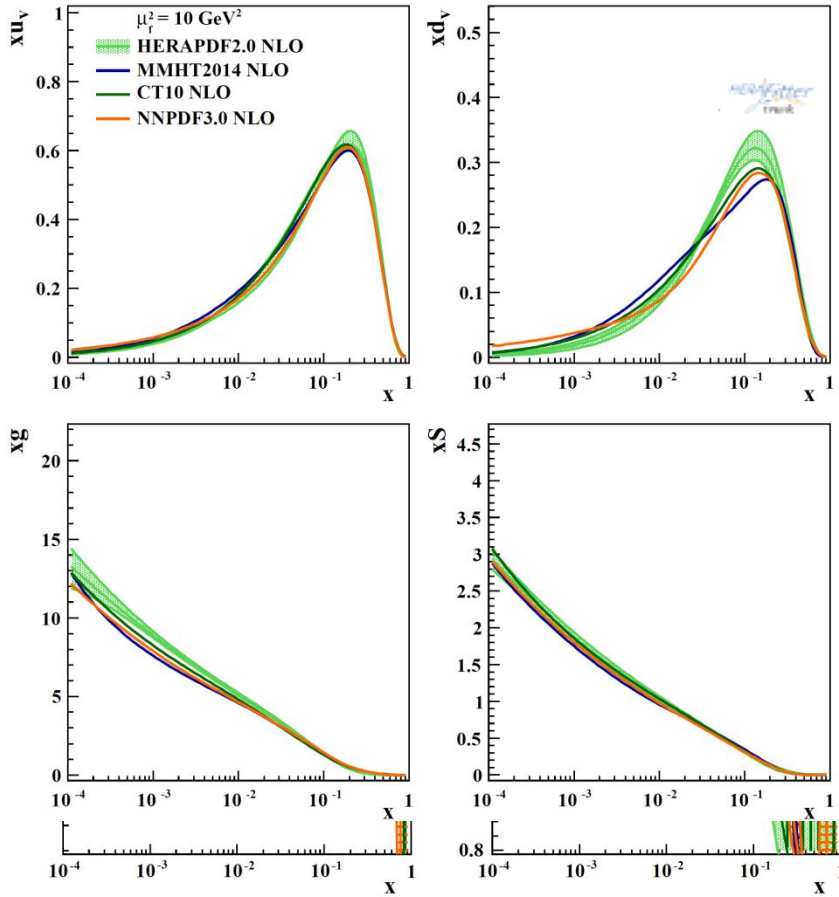 xu_v
1
0.8
0.6
0.4
0.2
0
μ_f^2 = 10 GeV^2
HERAPDF2.0 NLO
MMHT2014 NLO
CT10 NLO
NNPDF3.0 NLO
10^-4 10^-3 10^-2 10^-1 1
x
xd_v
0.5
0.4
0.3
0.2
0.1
0
10^-4 10^-3 10^-2 10^-1 1
x
xg
20
15
10
5
0
10^-4 10^-3 10^-2 10^-1 1
x
xS
4.5
4
3.5
3
2.5
2
1.5
1
0.5
0
10^-4 10^-3 10^-2 10^-1 1
x
10^-4 10^-3 10^-2 10^-1 1
x
0.8
10^-4 10^-3 10^-2 10^-1 1
x